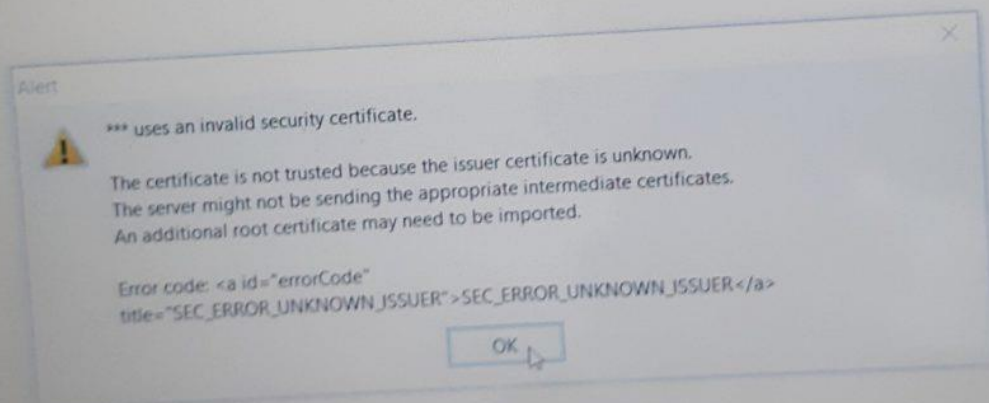 Alert
*** uses an invalid security certificate.
The certificate is not trusted because the issuer certificate is unknown.
The server might not be sending the appropriate intermediate certificates.
An additional root certificate may need to be imported.
Error code: <a id="errorCode"
title="SEC_ERROR_UNKNOWN_ISSUER">SEC_ERROR_UNKNOWN_ISSUER</a>
OK